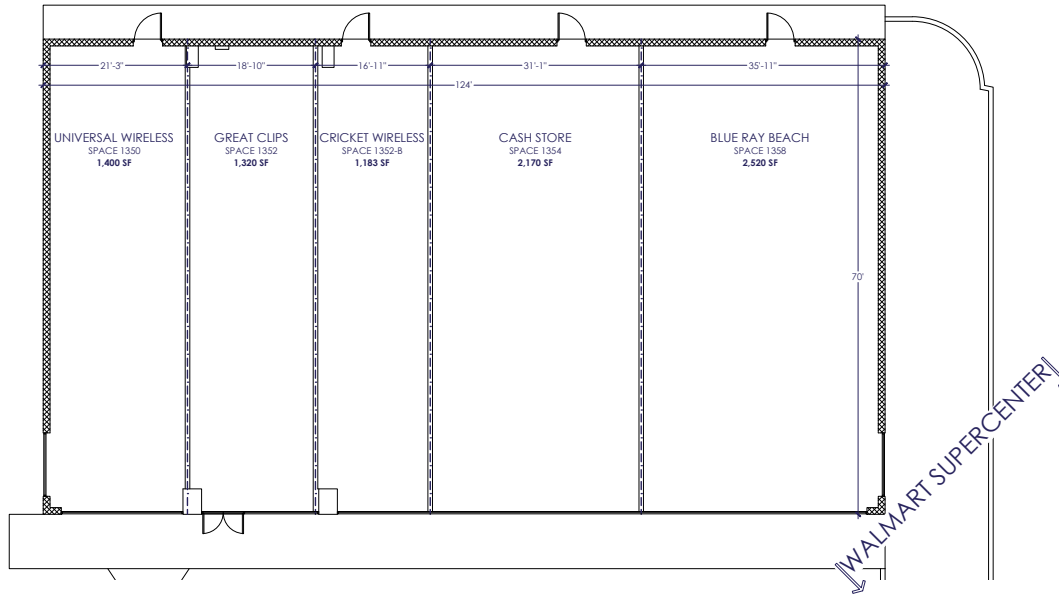 21'-3"
18'-10"
16'-11"
31'-1"
35'-11"
124'
UNIVERSAL WIRELESS
SPACE 1350
1,400 SF
GREAT CLIPS
SPACE 1352
1,320 SF
CRICKET WIRELESS
SPACE 1352-B
1,183 SF
CASH STORE
SPACE 1354
2,170 SF
BLUE RAY BEACH
SPACE 1358
2,520 SF
70'
WALMART SUPERCENTER